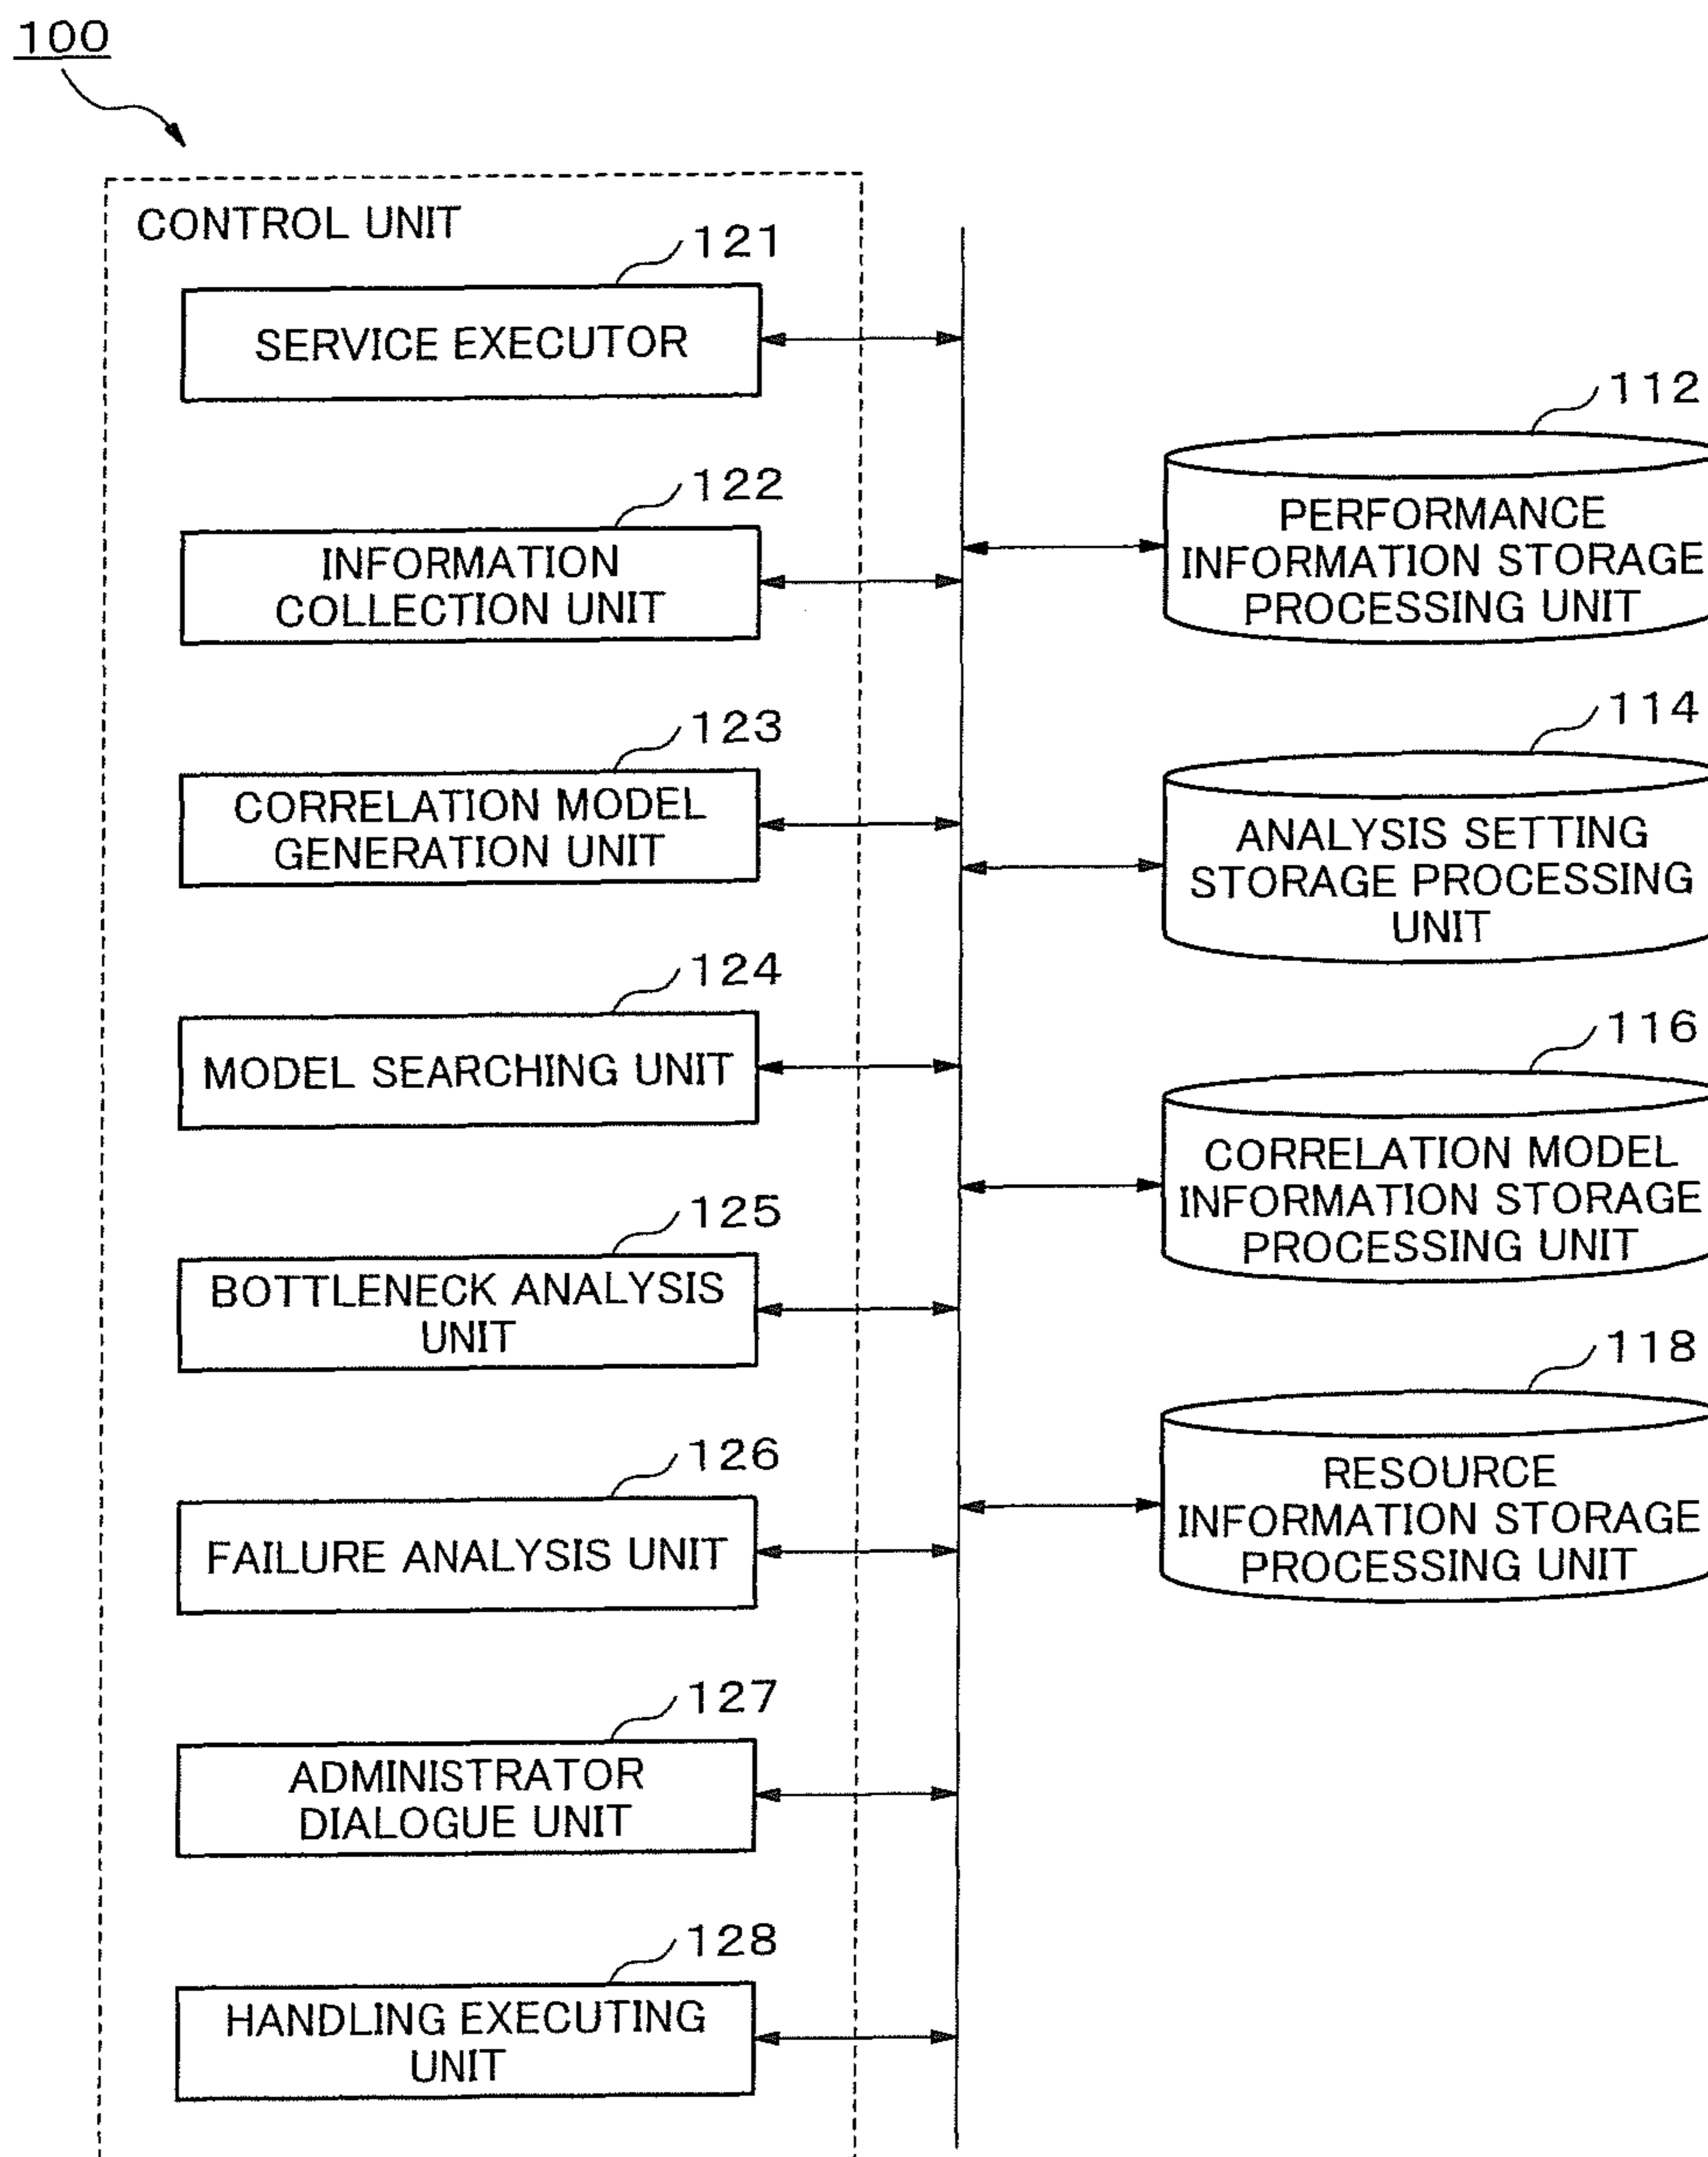 100
CONTROL UNIT
121
SERVICE EXECUTOR
122
INFORMATION
COLLECTION UNIT
123
CORRELATION MODEL
GENERATION UNIT
124
MODEL SEARCHING UNIT
125
BOTTLENECK ANALYSIS
UNIT
126
FAILURE ANALYSIS UNIT
127
ADMINISTRATOR
DIALOGUE UNIT
128
HANDLING EXECUTING
UNIT
112
PERFORMANCE
INFORMATION STORAGE
PROCESSING UNIT
114
ANALYSIS SETTING
STORAGE PROCESSING
UNIT
116
CORRELATION MODEL
INFORMATION STORAGE
PROCESSING UNIT
118
RESOURCE
INFORMATION STORAGE
PROCESSING UNIT